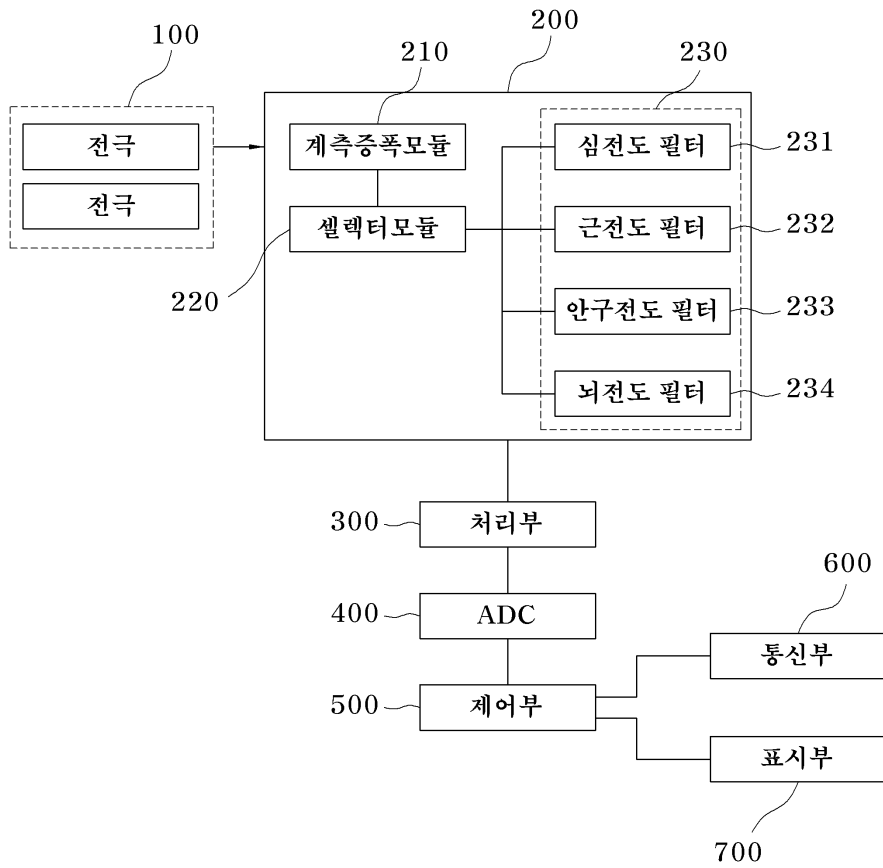 100
200
210
230
전극
계측증폭모듈
심전도 필터
231
전극
셀렉터모듈
근전도 필터
232
220
안구전도 필터
233
뇌전도 필터
234
300
처리부
600
400
ADC
통신부
500
제어부
표시부
700